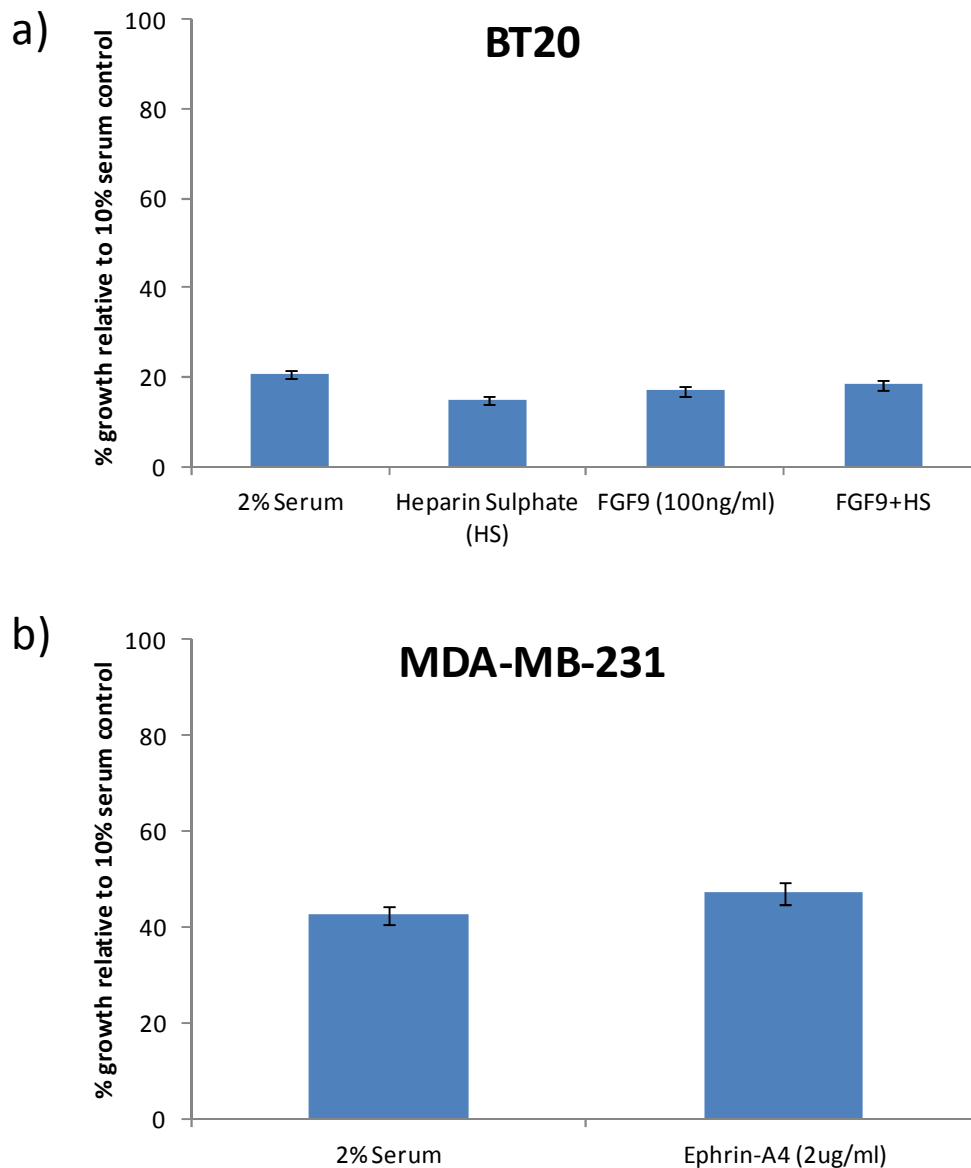 a)
BT20
% growth relative to 10% serum control
100
80
60
40
20
0
2% Serum
Heparin Sulphate
(HS)
FGF9 (100ng/ml)
FGF9+HS
b)
MDA-MB-231
% growth relative to 10% serum control
100
80
60
40
20
0
2% Serum
Ephrin-A4 (2ug/ml)